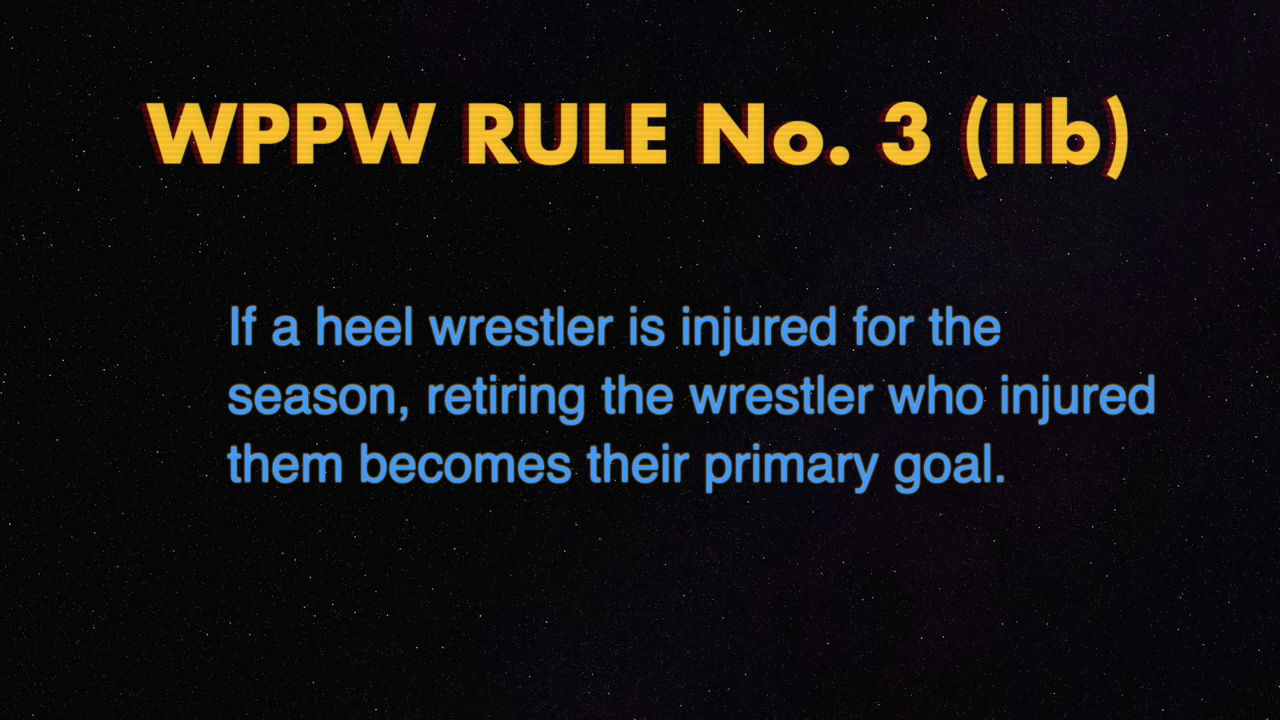 WPPW RULE No. 3 (IIb)
If a heel wrestler is injured for the
season, retiring the wrestler who injured
them becomes their primary goal.